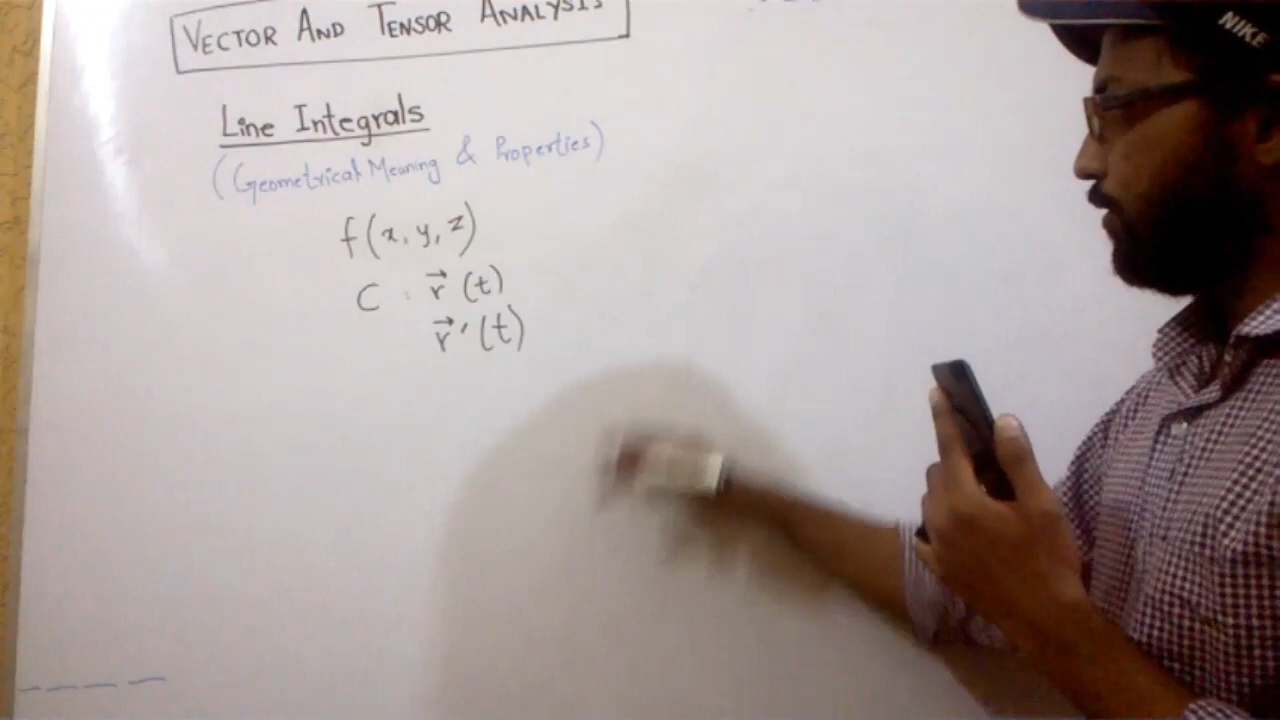 VECTOR AND TENSOR ANALYSIS
Line Integrals
(Geometrical Meaning & Properties)
f(x, y, z)
C : r⃗ (t)
r⃗ ′(t)
NIKE